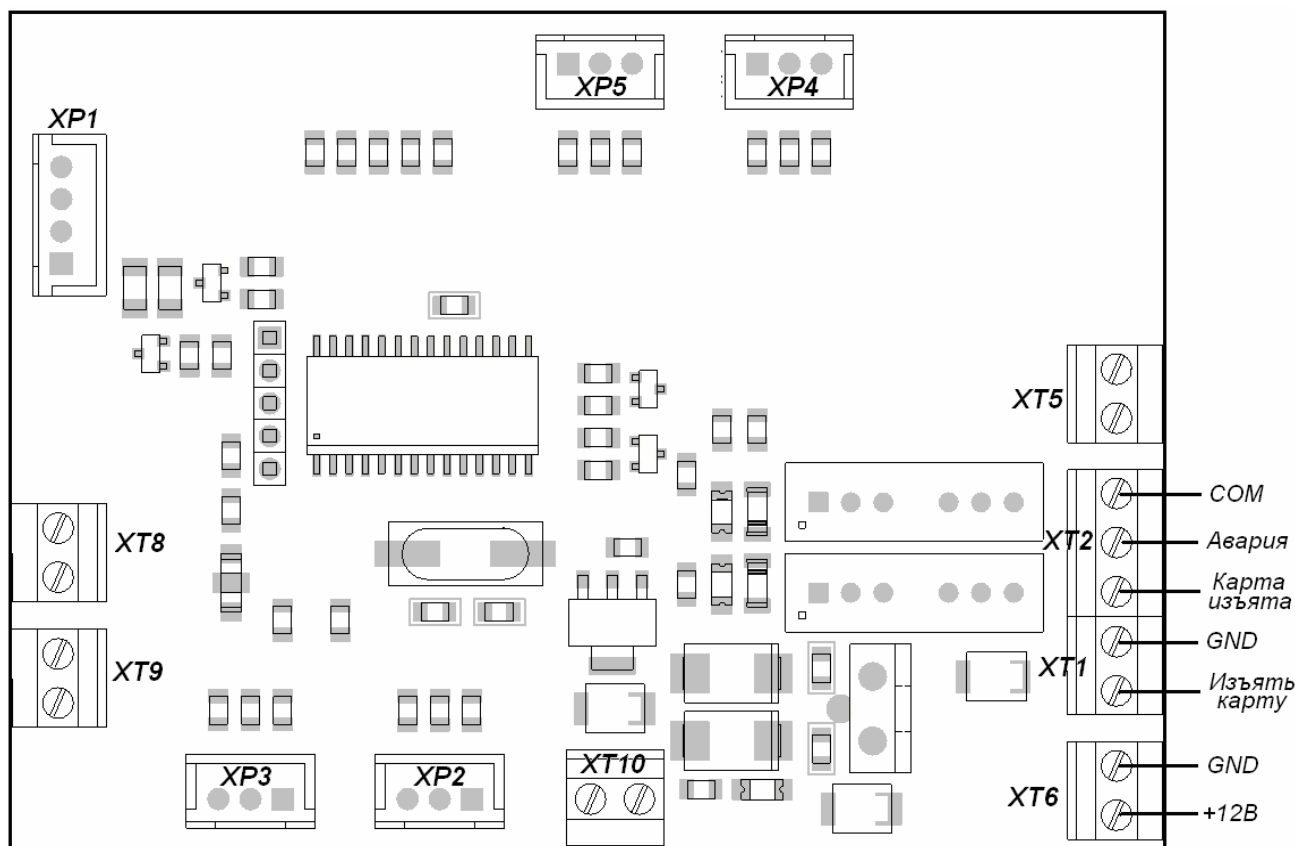 XP5
XP4
XP1
XT5
COM
XT2
Авария
XT8
Карта
изъята
GND
XT1
XT9
Изъять
карту
XT10
GND
XP3
XP2
XT6
+12В